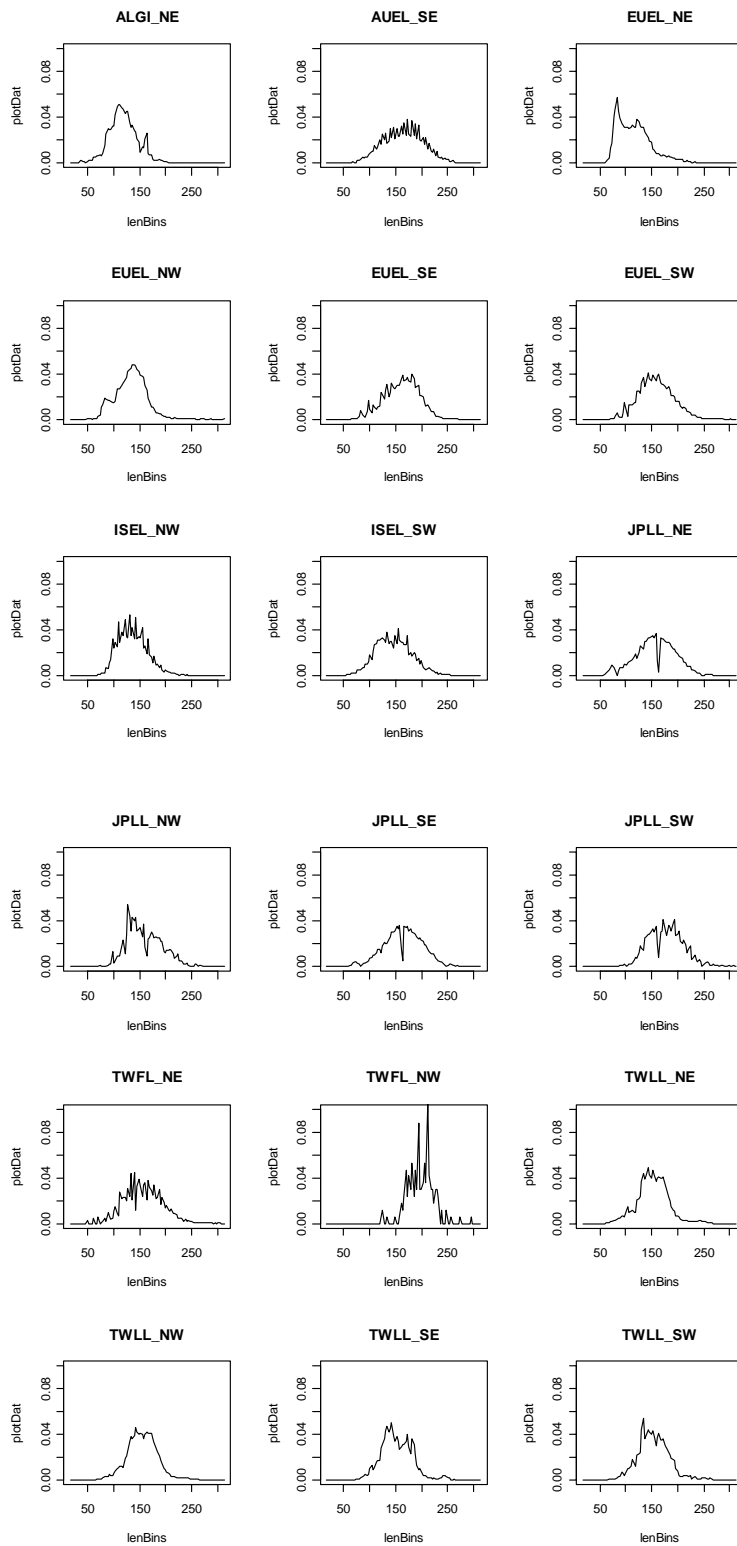 ALGI_NE AUEL_SE EUEL_NE
plotDat plotDat plotDat
0.08 0.08 0.08
0.04 0.04 0.04
0.00 0.00 0.00
50 150 250 50 150 250 50 150 250
lenBins lenBins lenBins
EUEL_NW EUEL_SE EUEL_SW
plotDat plotDat plotDat
0.08 0.08 0.08
0.04 0.04 0.04
0.00 0.00 0.00
50 150 250 50 150 250 50 150 250
lenBins lenBins lenBins
ISEL_NW ISEL_SW JPLL_NE
plotDat plotDat plotDat
0.08 0.08 0.08
0.04 0.04 0.04
0.00 0.00 0.00
50 150 250 50 150 250 50 150 250
lenBins lenBins lenBins
JPLL_NW JPLL_SE JPLL_SW
plotDat plotDat plotDat
0.08 0.08 0.08
0.04 0.04 0.04
0.00 0.00 0.00
50 150 250 50 150 250 50 150 250
lenBins lenBins lenBins
TWFL_NE TWFL_NW TWLL_NE
plotDat plotDat plotDat
0.08 0.08 0.08
0.04 0.04 0.04
0.00 0.00 0.00
50 150 250 50 150 250 50 150 250
lenBins lenBins lenBins
TWLL_NW TWLL_SE TWLL_SW
plotDat plotDat plotDat
0.08 0.08 0.08
0.04 0.04 0.04
0.00 0.00 0.00
50 150 250 50 150 250 50 150 250
lenBins lenBins lenBins